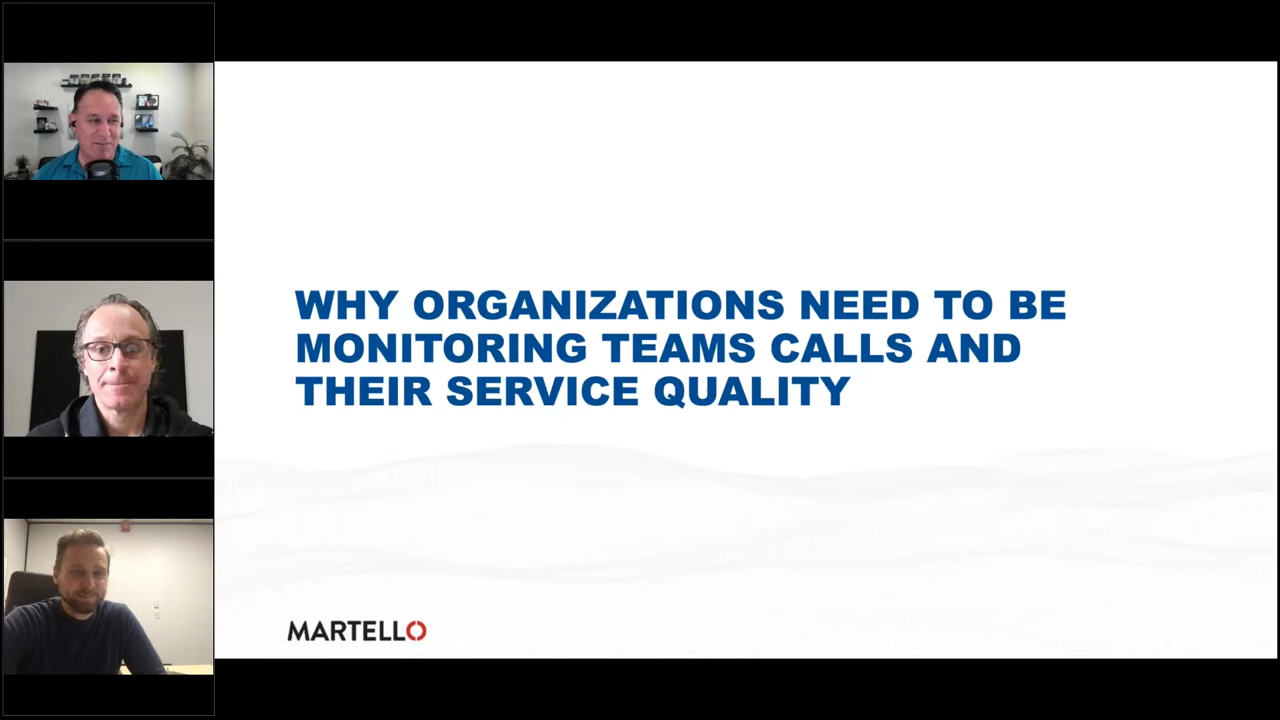 WHY ORGANIZATIONS NEED TO BE
MONITORING TEAMS CALLS AND
THEIR SERVICE QUALITY
MARTELLO